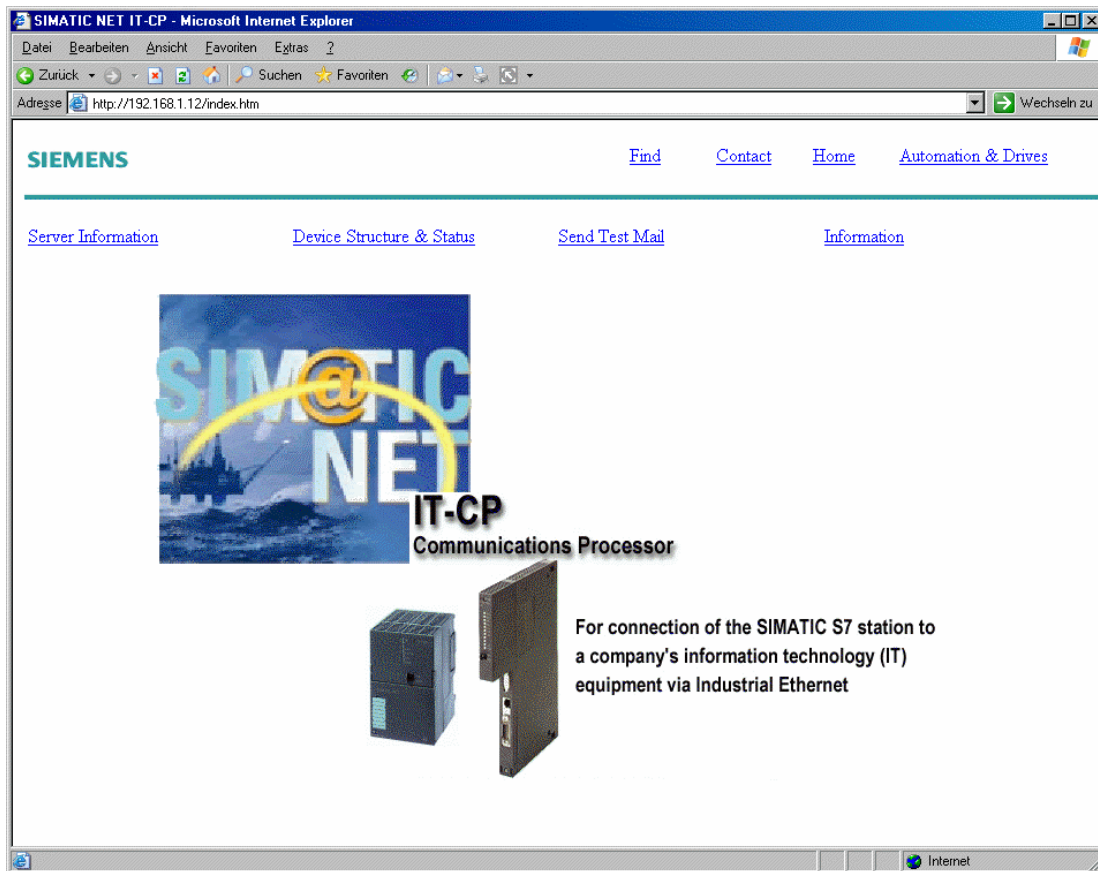 SIMATIC NET IT-CP - Microsoft Internet Explorer
Datei Bearbeiten Ansicht Favoriten Extras ?
Zurück Suchen Favoriten
Adresse http://192.168.1.12/index.htm Wechseln zu
SIEMENS Find Contact Home Automation & Drives
Server Information Device Structure & Status Send Test Mail Information
SIM@TIC
NET
IT-CP
Communications Processor
For connection of the SIMATIC S7 station to
a company's information technology (IT)
equipment via Industrial Ethernet
Internet